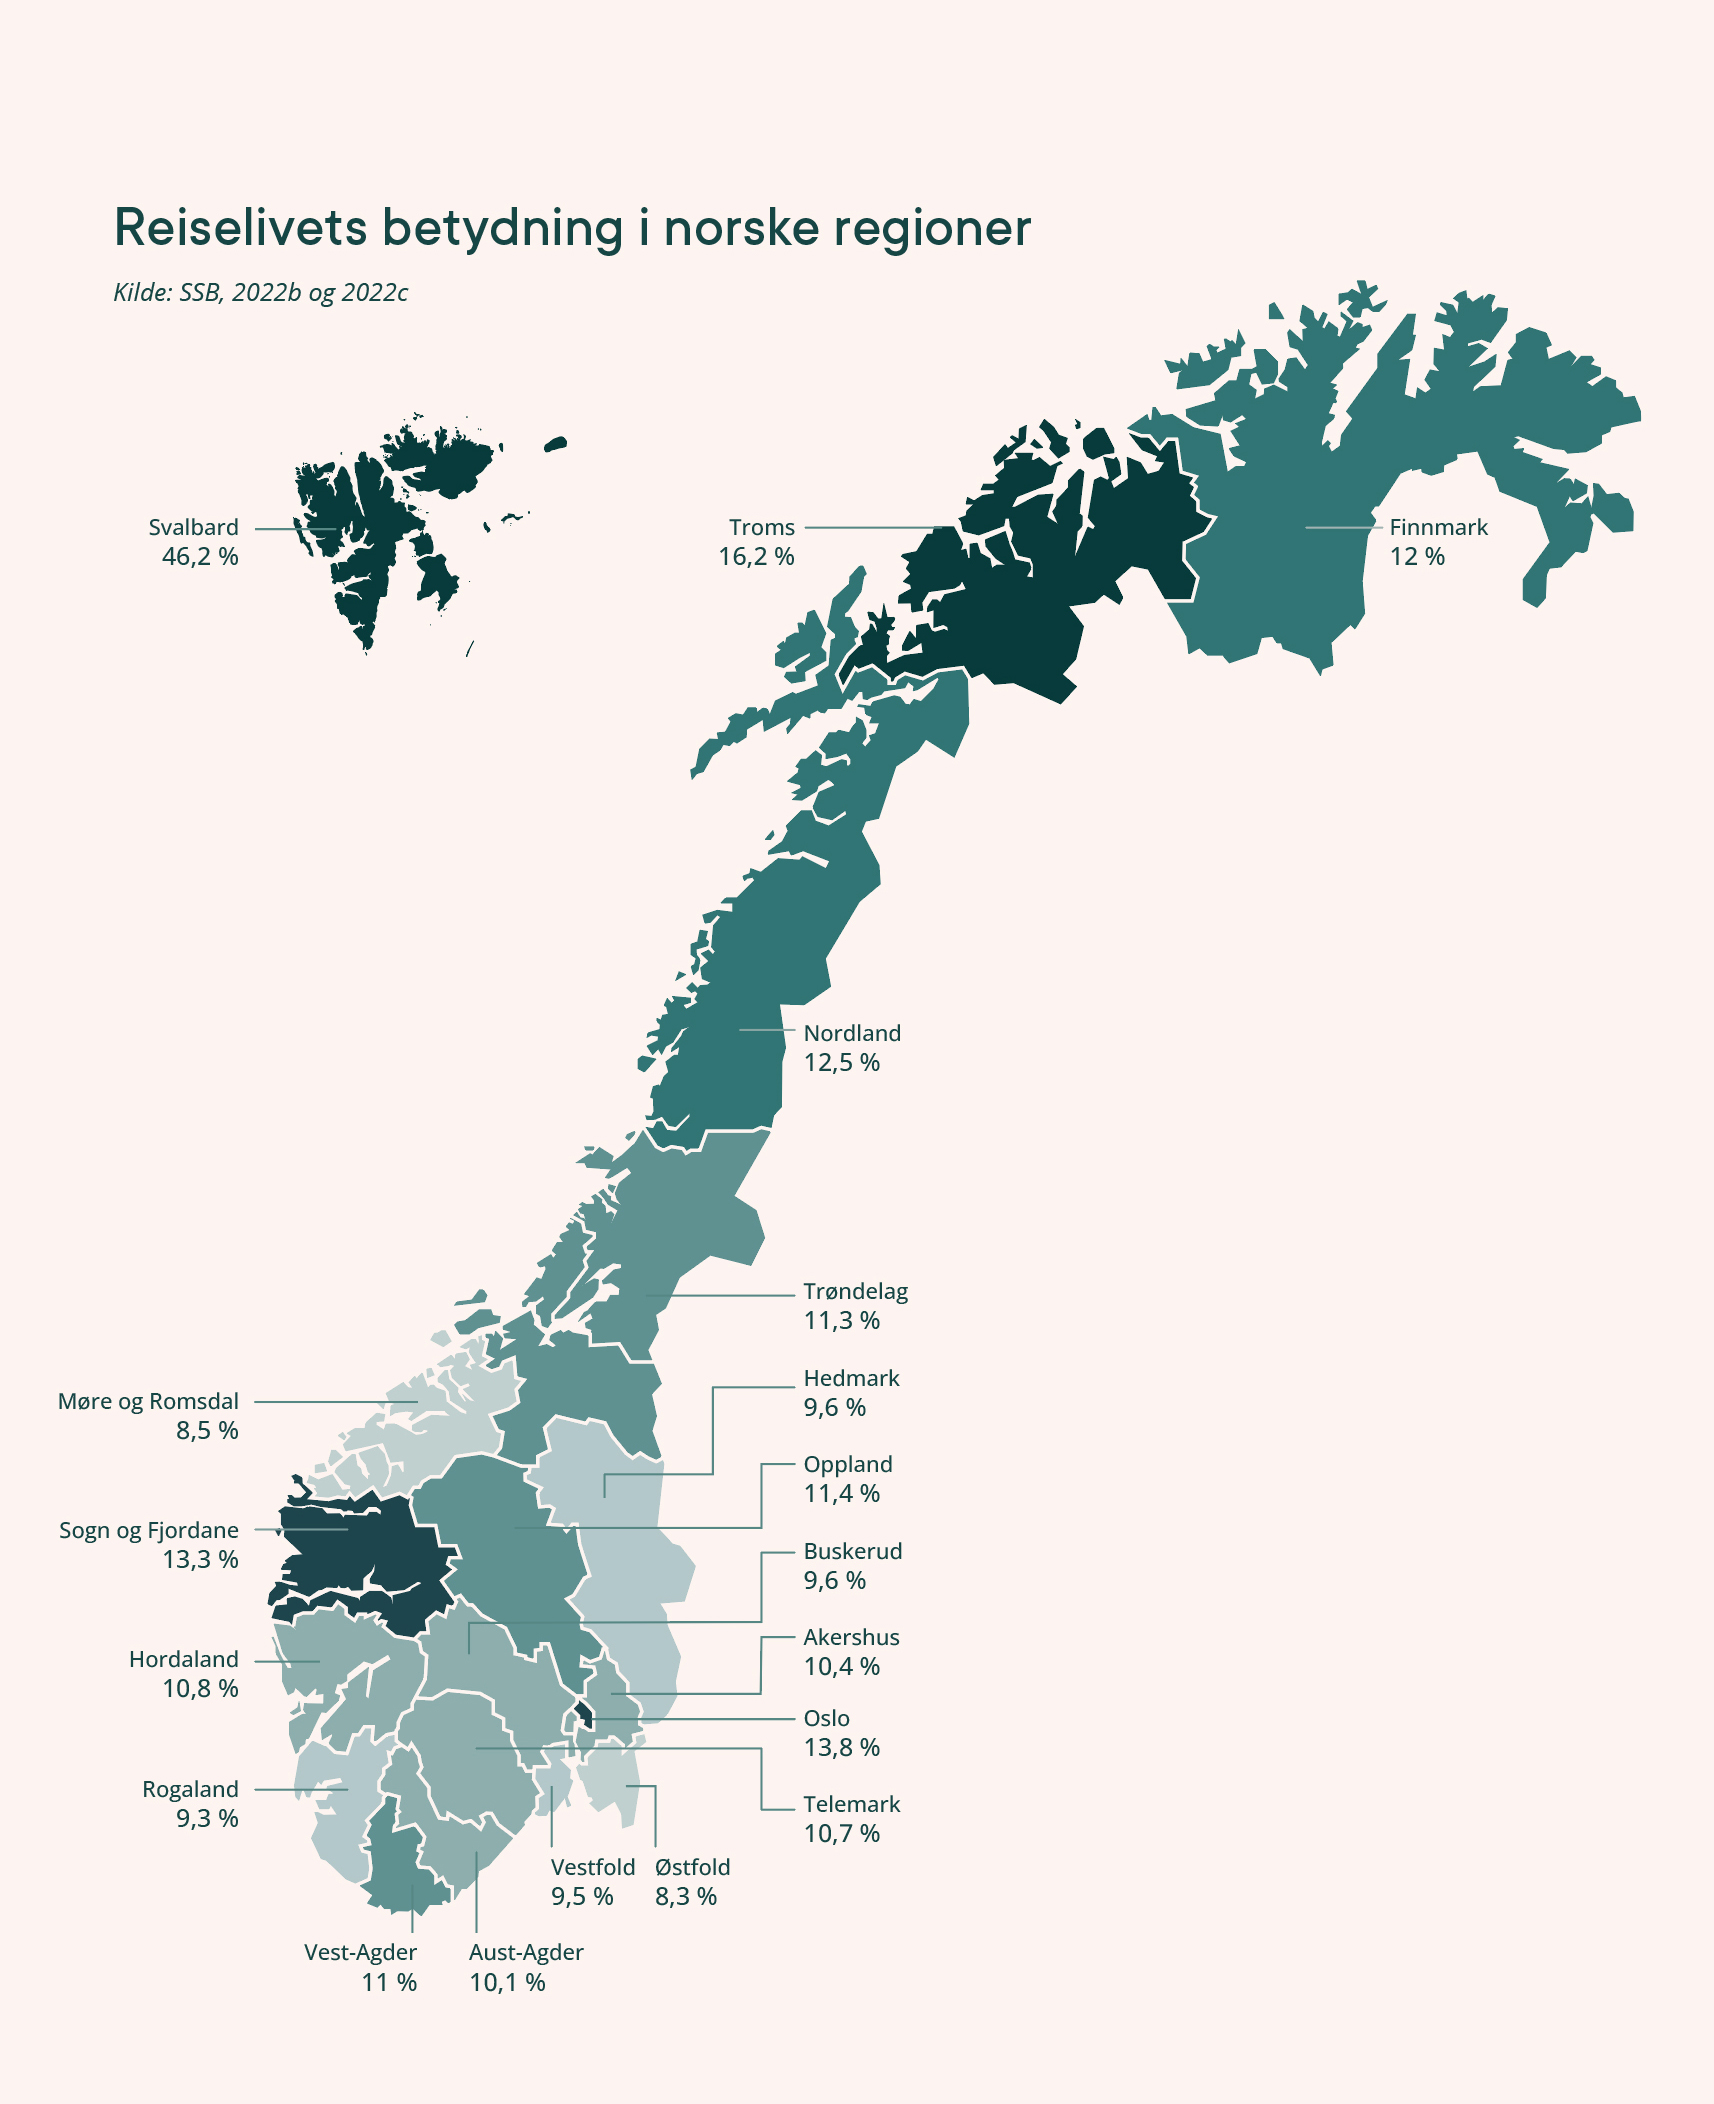 Reiselivets betydning i norske regioner
Kilde: SSB, 2022b og 2022c
Svalbard
46,2 %
Troms
16,2 %
Finnmark
12 %
Nordland
12,5 %
Trøndelag
11,3 %
Hedmark
9,6 %
Møre og Romsdal
8,5 %
Oppland
11,4 %
Sogn og Fjordane
13,3 %
Buskerud
9,6 %
Akershus
10,4 %
Hordaland
10,8 %
Oslo
13,8 %
Rogaland
9,3 %
Telemark
10,7 %
Vestfold
9,5 %
Østfold
8,3 %
Vest-Agder
11 %
Aust-Agder
10,1 %